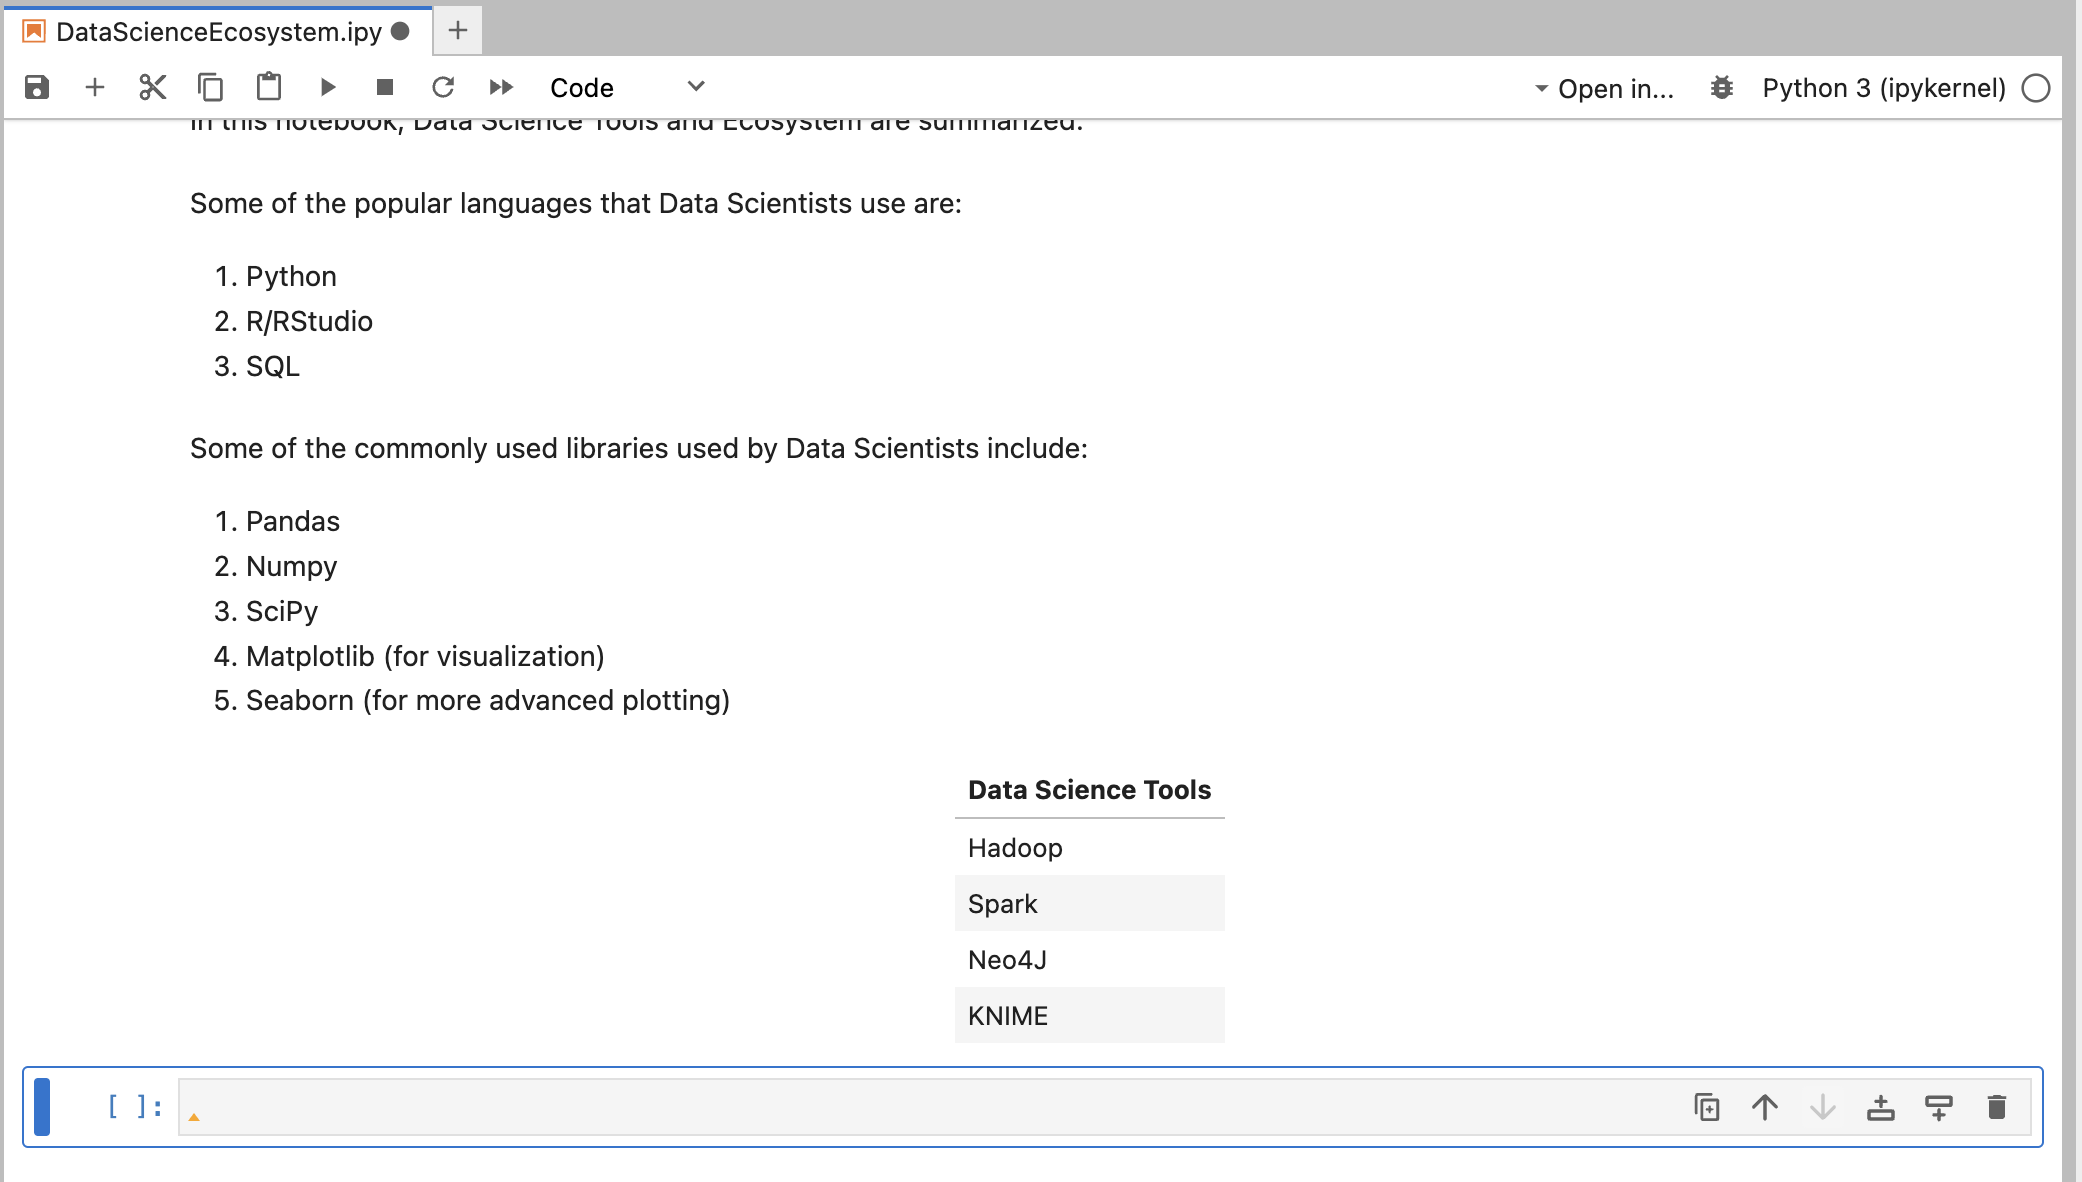 DataScienceEcosystem.ipy
Code
Open in...
Python 3 (ipykernel)
In this notebook, Data Science Tools and Ecosystem are summarized.
Some of the popular languages that Data Scientists use are:
1. Python
2. R/RStudio
3. SQL
Some of the commonly used libraries used by Data Scientists include:
1. Pandas
2. Numpy
3. SciPy
4. Matplotlib (for visualization)
5. Seaborn (for more advanced plotting)
Data Science Tools
Hadoop
Spark
Neo4J
KNIME
[ ]: